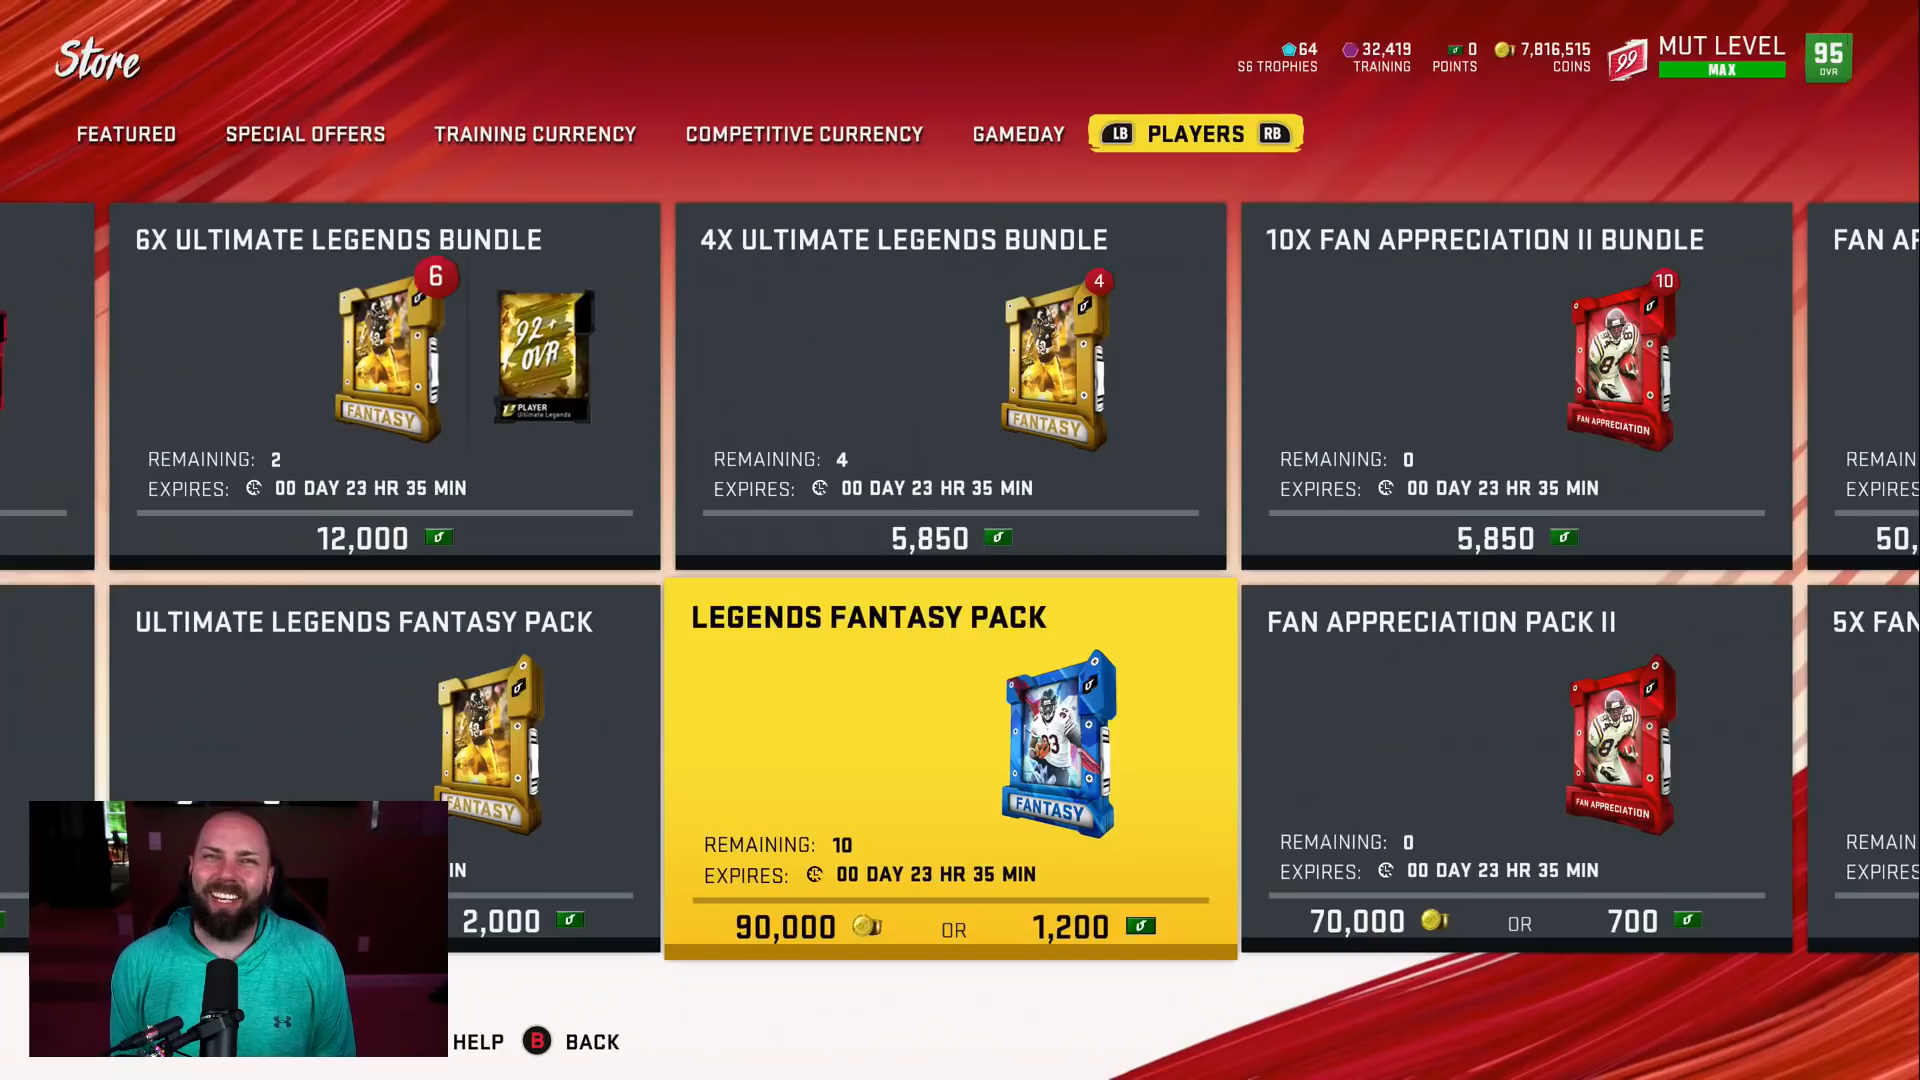 Store
64
S6 TROPHIES
32,419
TRAINING
0
POINTS
7,816,515
COINS
99
MUT LEVEL
MAX
95
OVR
FEATURED
SPECIAL OFFERS
TRAINING CURRENCY
COMPETITIVE CURRENCY
GAMEDAY
LB PLAYERS RB
6X ULTIMATE LEGENDS BUNDLE
6
FANTASY
92+
OVR
PLAYER
Ultimate Legends
REMAINING: 2
EXPIRES: 00 DAY 23 HR 35 MIN
12,000
4X ULTIMATE LEGENDS BUNDLE
4
FANTASY
REMAINING: 4
EXPIRES: 00 DAY 23 HR 35 MIN
5,850
10X FAN APPRECIATION II BUNDLE
10
FAN APPRECIATION
REMAINING: 0
EXPIRES: 00 DAY 23 HR 35 MIN
5,850
FAN AP
REMAIN
EXPIRES
50,
ULTIMATE LEGENDS FANTASY PACK
FANTASY
IN
2,000
LEGENDS FANTASY PACK
33
FANTASY
REMAINING: 10
EXPIRES: 00 DAY 23 HR 35 MIN
90,000 OR 1,200
FAN APPRECIATION PACK II
FAN APPRECIATION
REMAINING: 0
EXPIRES: 00 DAY 23 HR 35 MIN
70,000 OR 700
5X FAN
REMAIN
EXPIRES
HELP B BACK